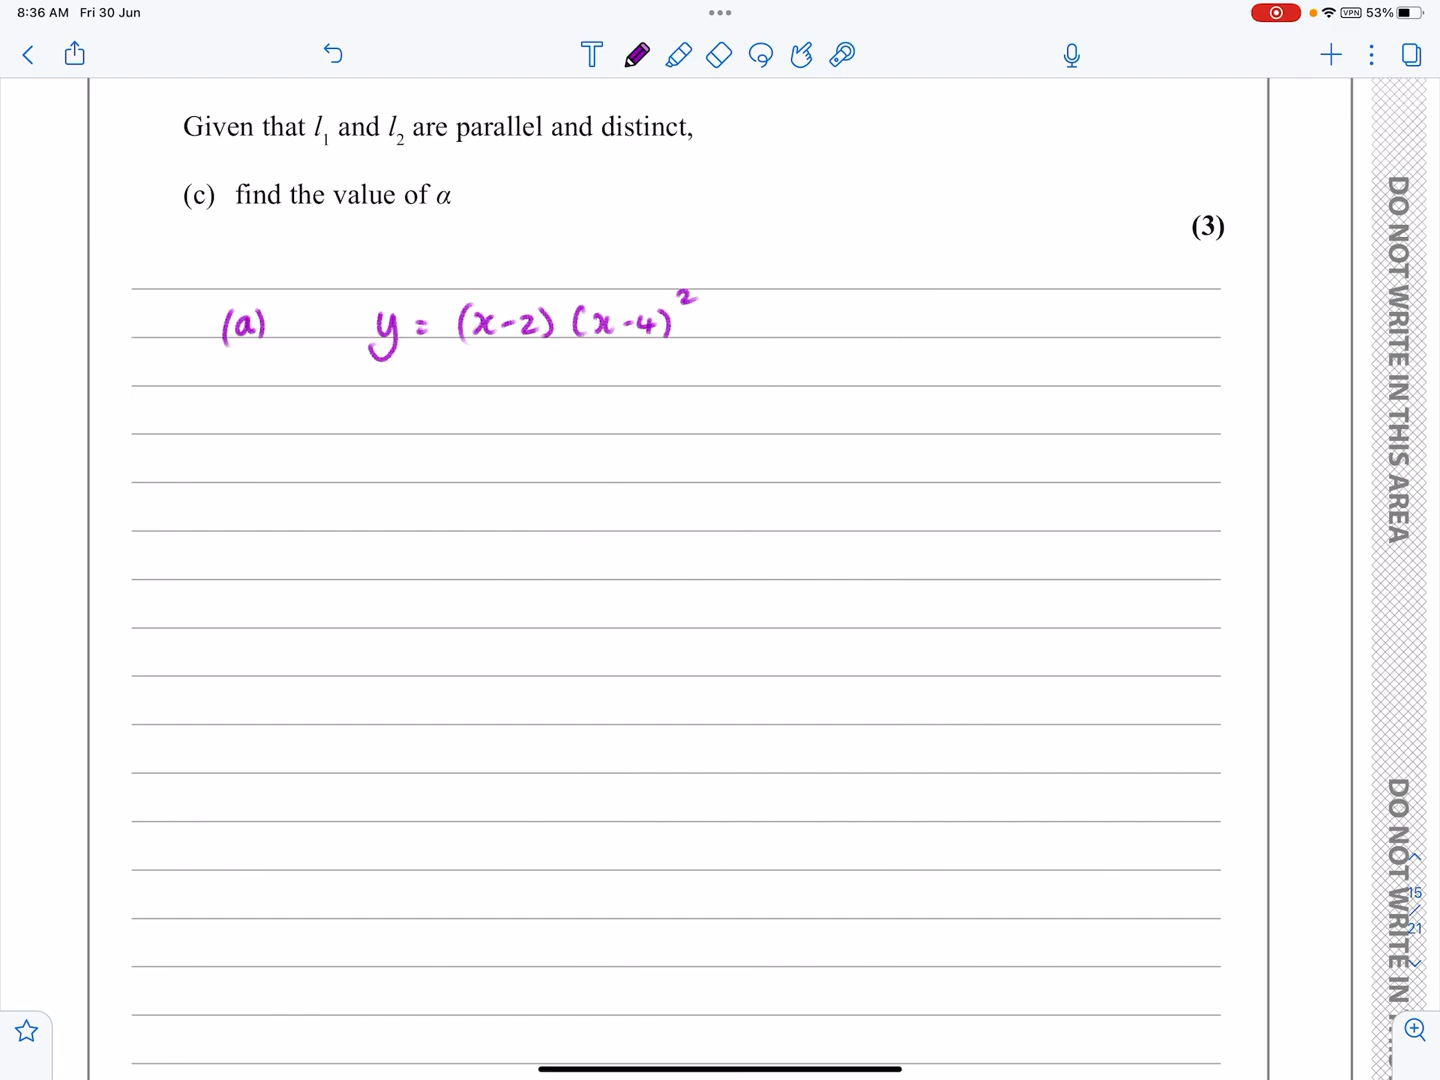 8:36 AM Fri 30 Jun
VPN 53%
Given that l₁ and l₂ are parallel and distinct,
(c) find the value of α
(3)
(a) y = (x-2) (x-4)²
DO NOT WRITE IN THIS AREA
DO NOT WRITE IN
15
/
21